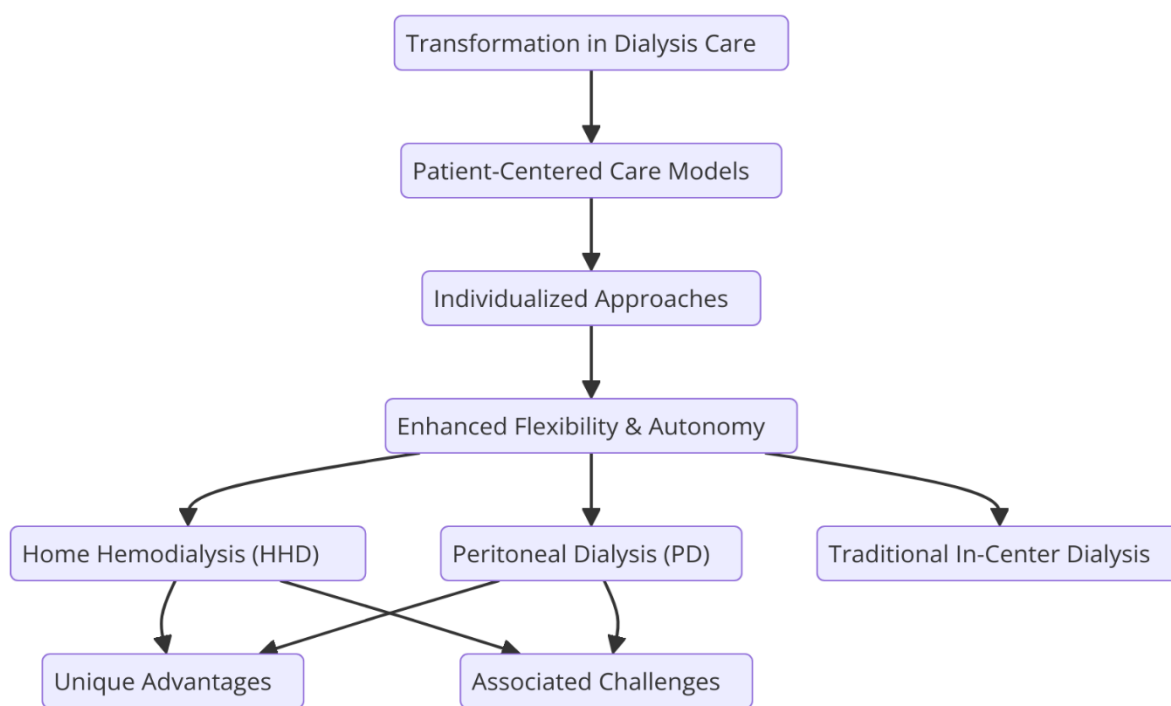 Transformation in Dialysis Care
Patient-Centered Care Models
Individualized Approaches
Enhanced Flexibility & Autonomy
Home Hemodialysis (HHD)
Peritoneal Dialysis (PD)
Traditional In-Center Dialysis
Unique Advantages
Associated Challenges